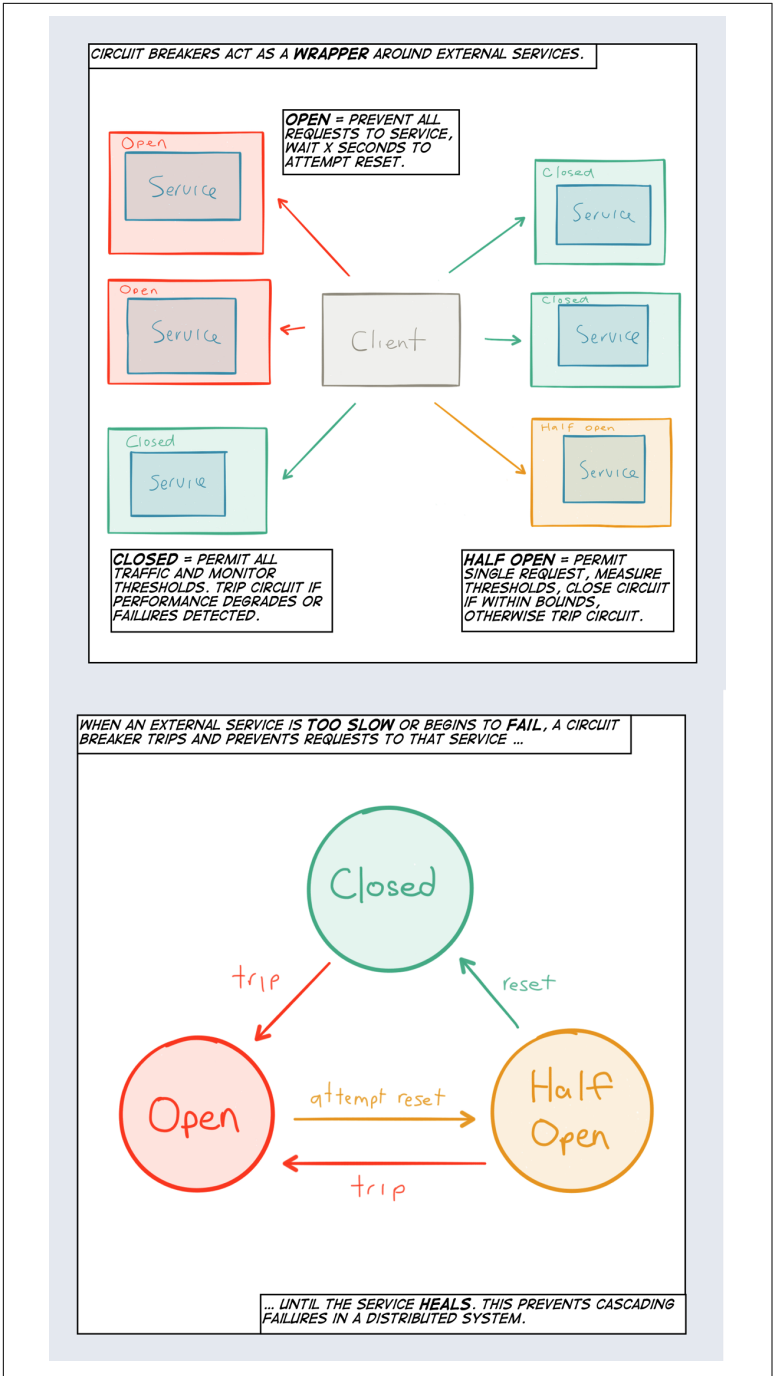 CIRCUIT BREAKERS ACT AS A WRAPPER AROUND EXTERNAL SERVICES.
OPEN = PREVENT ALL
REQUESTS TO SERVICE,
WAIT X SECONDS TO
ATTEMPT RESET.
Open
Service
Closed
Service
Open
Service
Client
Closed
Service
Closed
Service
Half open
Service
CLOSED = PERMIT ALL
TRAFFIC AND MONITOR
THRESHOLDS. TRIP CIRCUIT IF
PERFORMANCE DEGRADES OR
FAILURES DETECTED.
HALF OPEN = PERMIT
SINGLE REQUEST, MEASURE
THRESHOLDS, CLOSE CIRCUIT
IF WITHIN BOUNDS,
OTHERWISE TRIP CIRCUIT.
WHEN AN EXTERNAL SERVICE IS TOO SLOW OR BEGINS TO FAIL, A CIRCUIT
BREAKER TRIPS AND PREVENTS REQUESTS TO THAT SERVICE ...
Closed
trip
reset
Open
attempt reset
Half
Open
trip
... UNTIL THE SERVICE HEALS. THIS PREVENTS CASCADING
FAILURES IN A DISTRIBUTED SYSTEM.